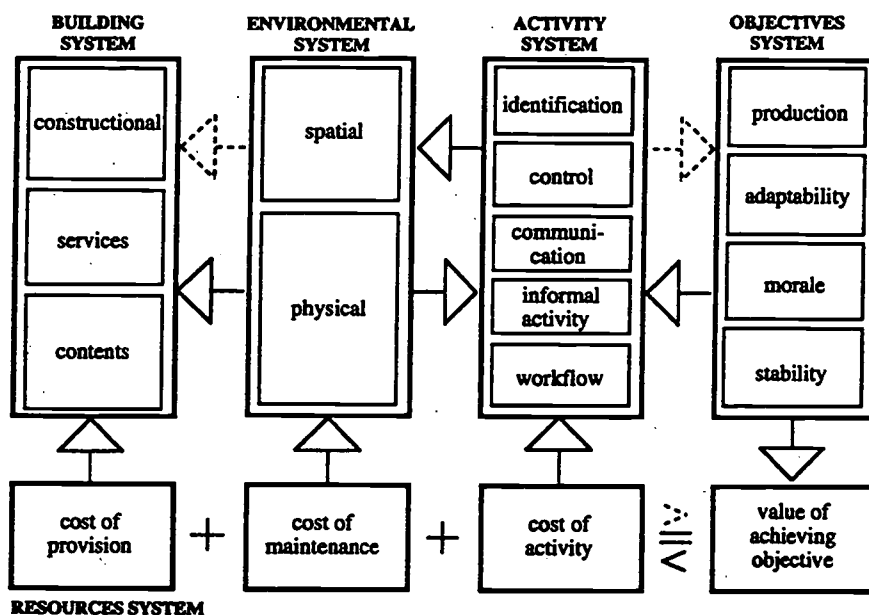 BUILDING
SYSTEM
ENVIRONMENTAL
SYSTEM
ACTIVITY
SYSTEM
OBJECTIVES
SYSTEM
constructional
services
contents
spatial
physical
identification
control
communi-
cation
informal
activity
workflow
production
adaptability
morale
stability
cost of
provision
+
cost of
maintenance
+
cost of
activity
value of
achieving
objective
RESOURCES SYSTEM